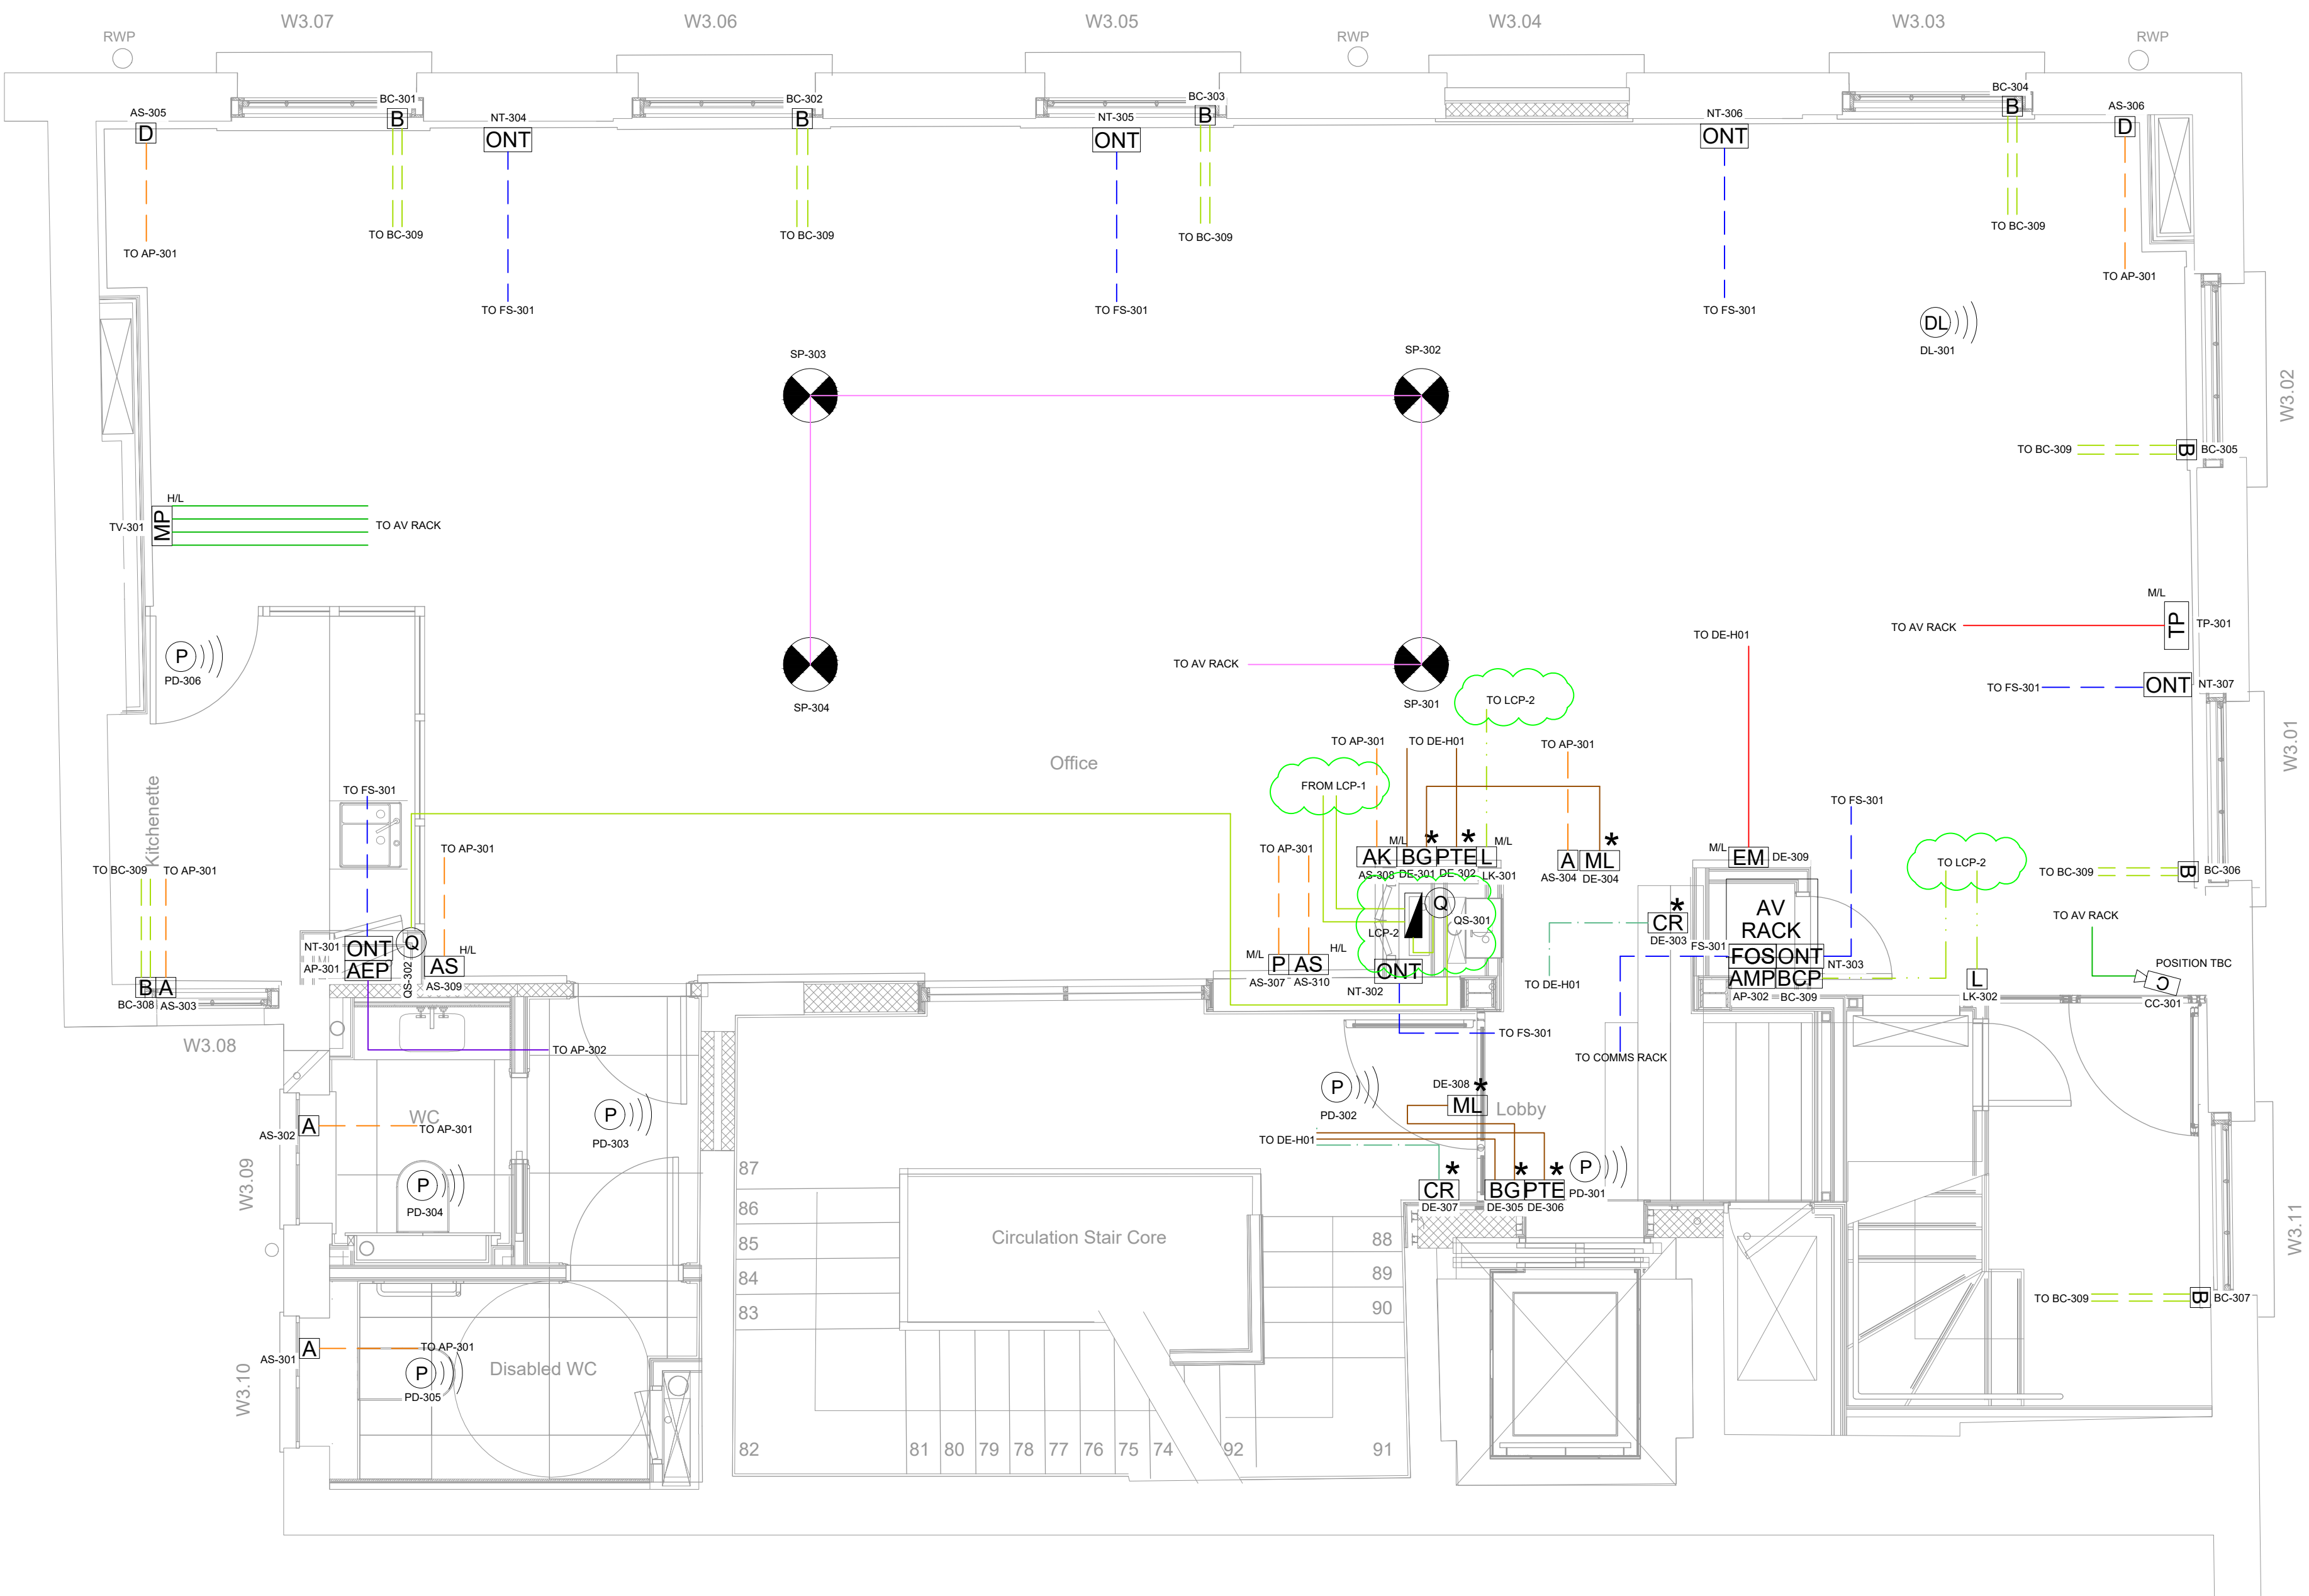 W3.07
W3.06
W3.05
W3.04
W3.03
RWP
RWP
RWP
AS-305
D
TO AP-301
BC-301
B
TO BC-309
NT-304
ONT
TO FS-301
BC-302
B
TO BC-309
NT-305
ONT
TO FS-301
BC-303
B
TO BC-309
NT-306
ONT
TO FS-301
BC-304
B
TO BC-309
AS-306
D
TO AP-301
DL
DL-301
SP-303
SP-302
W3.02
TO BC-309
B
BC-305
H/L
TV-301
MP
TO AV RACK
M/L
TO AV RACK
TP
TP-301
P
PD-306
TO AV RACK
SP-304
SP-301
TO DE-H01
TO FS-301
ONT
NT-307
TO LCP-2
W3.01
Office
TO AP-301
TO DE-H01
TO AP-301
FROM LCP-1
Kitchenette
TO FS-301
TO FS-301
TO AP-301
TO AP-301
TO BC-309
TO AP-301
M/L
*
*
M/L
*
AK
BG
PTE
L
A
ML
AS-308
DE-301
DE-302
LK-301
AS-304
DE-304
M/L
EM
DE-309
TO LCP-2
TO BC-309
B
BC-306
Q
QS-301
LCP-2
*
CR
DE-303
AV
RACK
TO AV RACK
NT-301
ONT
Q
H/L
AP-301
AEP
QS-302
AS
AS-309
M/L
P
AS
H/L
AS-307
AS-310
ONT
NT-302
FS-301
FOS
ONT
NT-303
AMP
BCP
AP-302
BC-309
L
LK-302
POSITION TBC
C
CC-301
B
A
BC-308
AS-303
TO DE-H01
TO FS-301
TO COMMS RACK
W3.08
TO AP-302
DE-308
*
ML
Lobby
P
PD-302
WC
A
AS-302
TO AP-301
P
PD-303
TO DE-H01
P
PD-304
W3.09
*
CR
DE-307
*
*
BG
PTE
DE-305
DE-306
P
PD-301
87
86
85
84
83
82
Circulation Stair Core
88
89
90
91
W3.11
TO BC-309
B
BC-307
A
AS-301
TO AP-301
P
PD-305
Disabled WC
W3.10
81
80
79
78
77
76
75
74
92